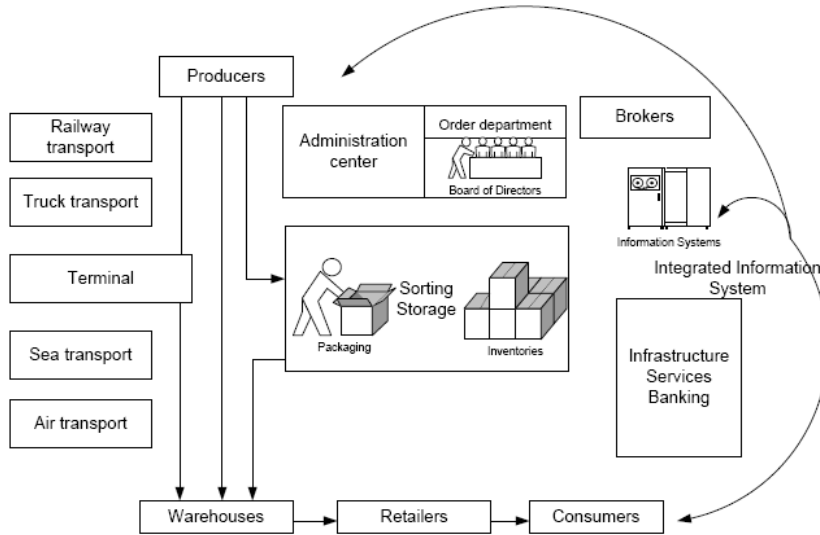 Producers
Railway
transport
Truck transport
Terminal
Sea transport
Air transport
Administration
center
Order department
Board of Directors
Brokers
Information Systems
Integrated Information
System
Sorting
Storage
Packaging
Inventories
Infrastructure
Services
Banking
Warehouses
Retailers
Consumers